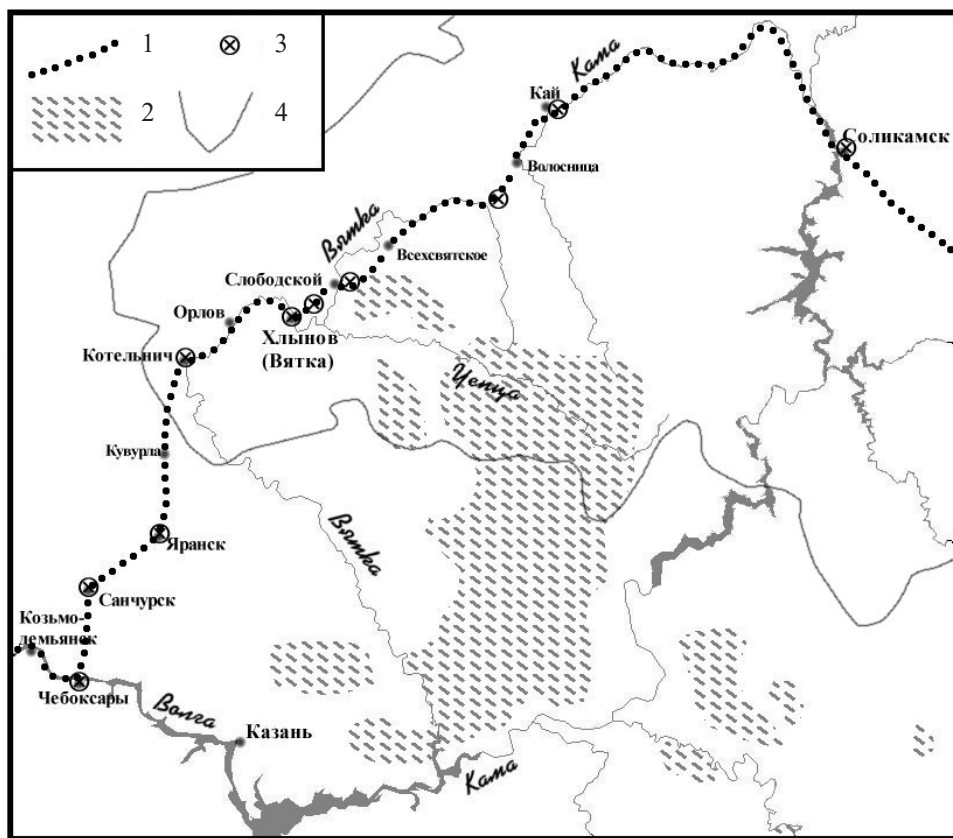 1
3
2
4
Кама
Кай
Соликамск
Волосница
Вятка
Всехсвятское
Слободской
Орлов
Хлынов
(Вятка)
Котельнич
Чепца
Кувурла
Вятка
Яранск
Санчурск
Козьмо-
демьянск
Чебоксары
Волга
Казань
Кама